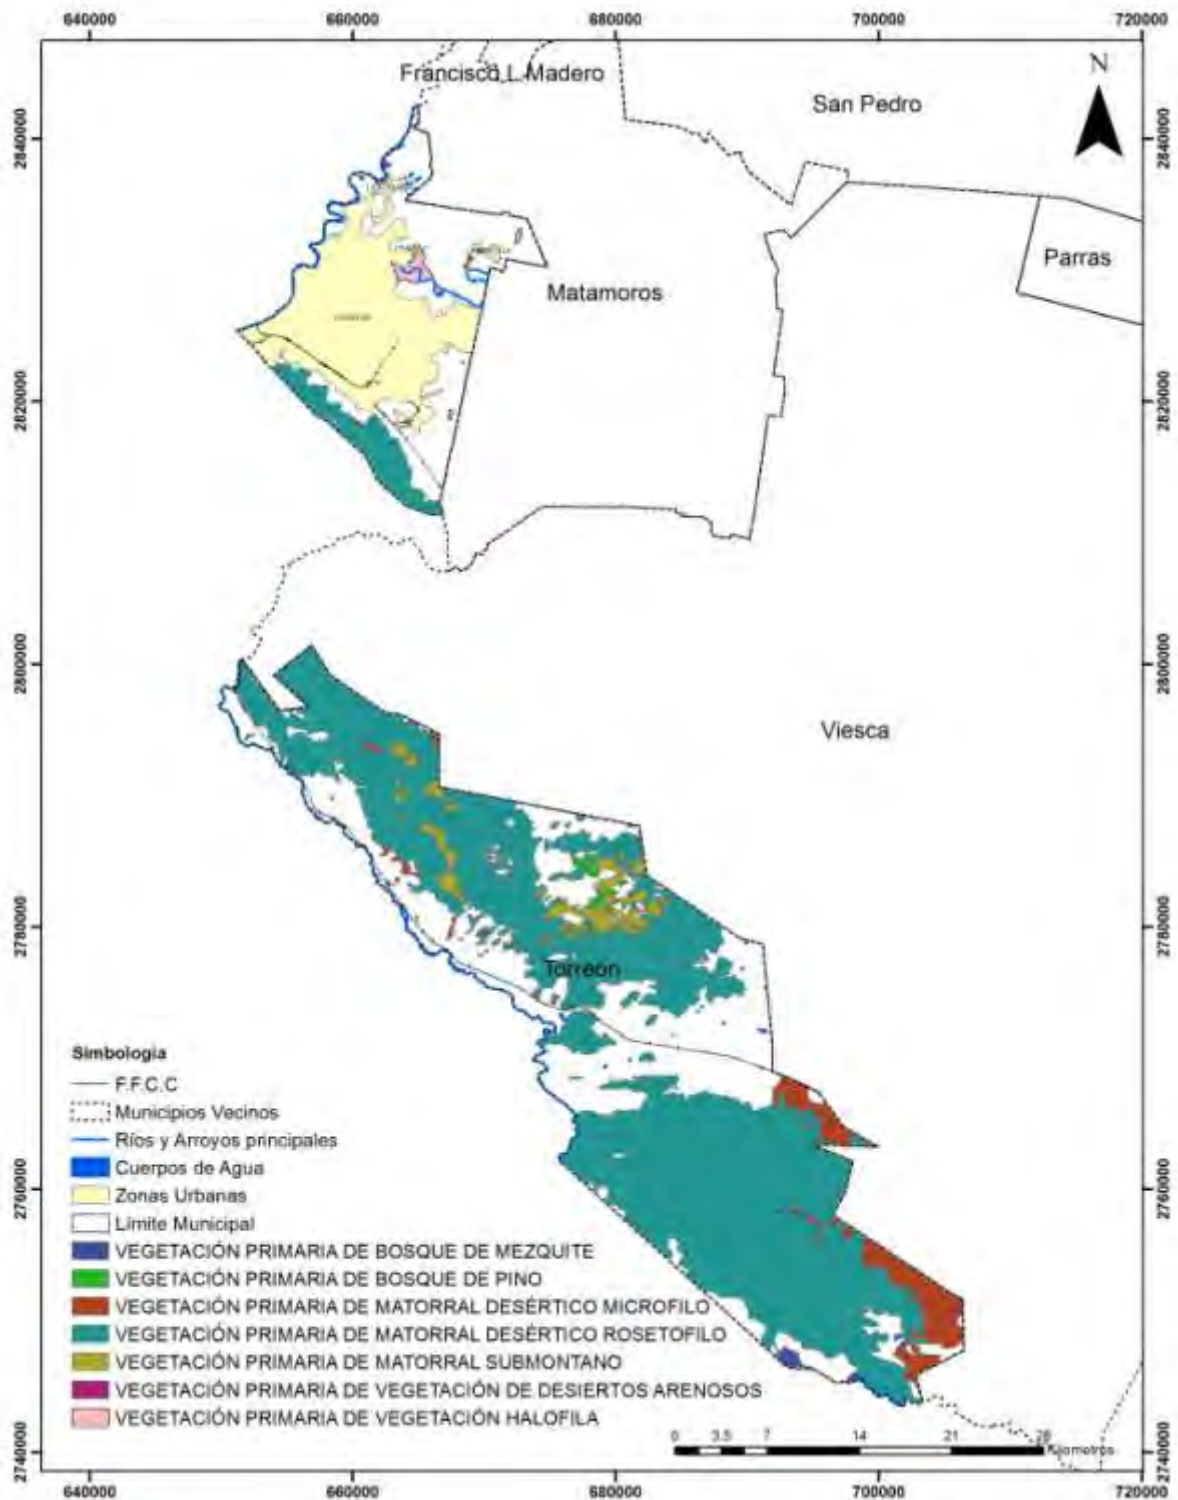 640000 660000 680000 700000 720000
Francisco I. Madero
San Pedro
N
2840000
2840000
Parras
Matamoros
2820000
2820000
2800000
2800000
Viesca
2780000
2780000
Torreón
Simbología
F.F.C.C
Municipios Vecinos
Ríos y Arroyos principales
Cuerpos de Agua
Zonas Urbanas
Límite Municipal
VEGETACIÓN PRIMARIA DE BOSQUE DE MEZQUITE
VEGETACIÓN PRIMARIA DE BOSQUE DE PINO
VEGETACIÓN PRIMARIA DE MATORRAL DESÉRTICO MICROFILO
VEGETACIÓN PRIMARIA DE MATORRAL DESÉRTICO ROSETOFILO
VEGETACIÓN PRIMARIA DE MATORRAL SUBMONTANO
VEGETACIÓN PRIMARIA DE VEGETACIÓN DE DESIERTOS ARENOSOS
VEGETACIÓN PRIMARIA DE VEGETACIÓN HALOFILA
2760000
2760000
0 3.5 7 14 21 28
Kilometros
2740000
2740000
640000 660000 680000 700000 720000